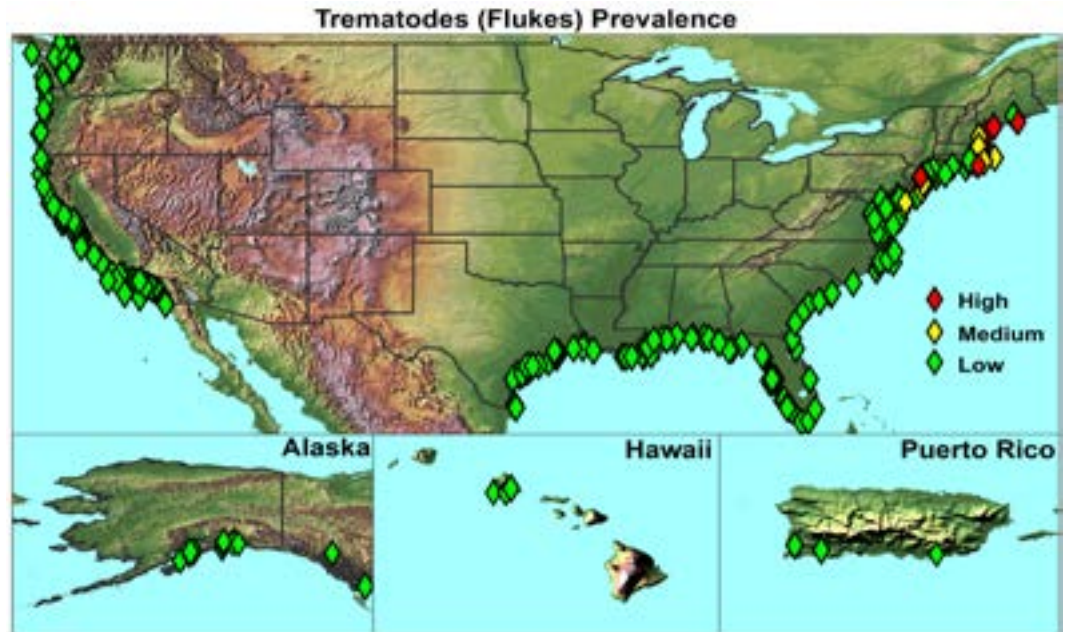 Trematodes (Flukes) Prevalence
High
Medium
Low
Alaska
Hawaii
Puerto Rico